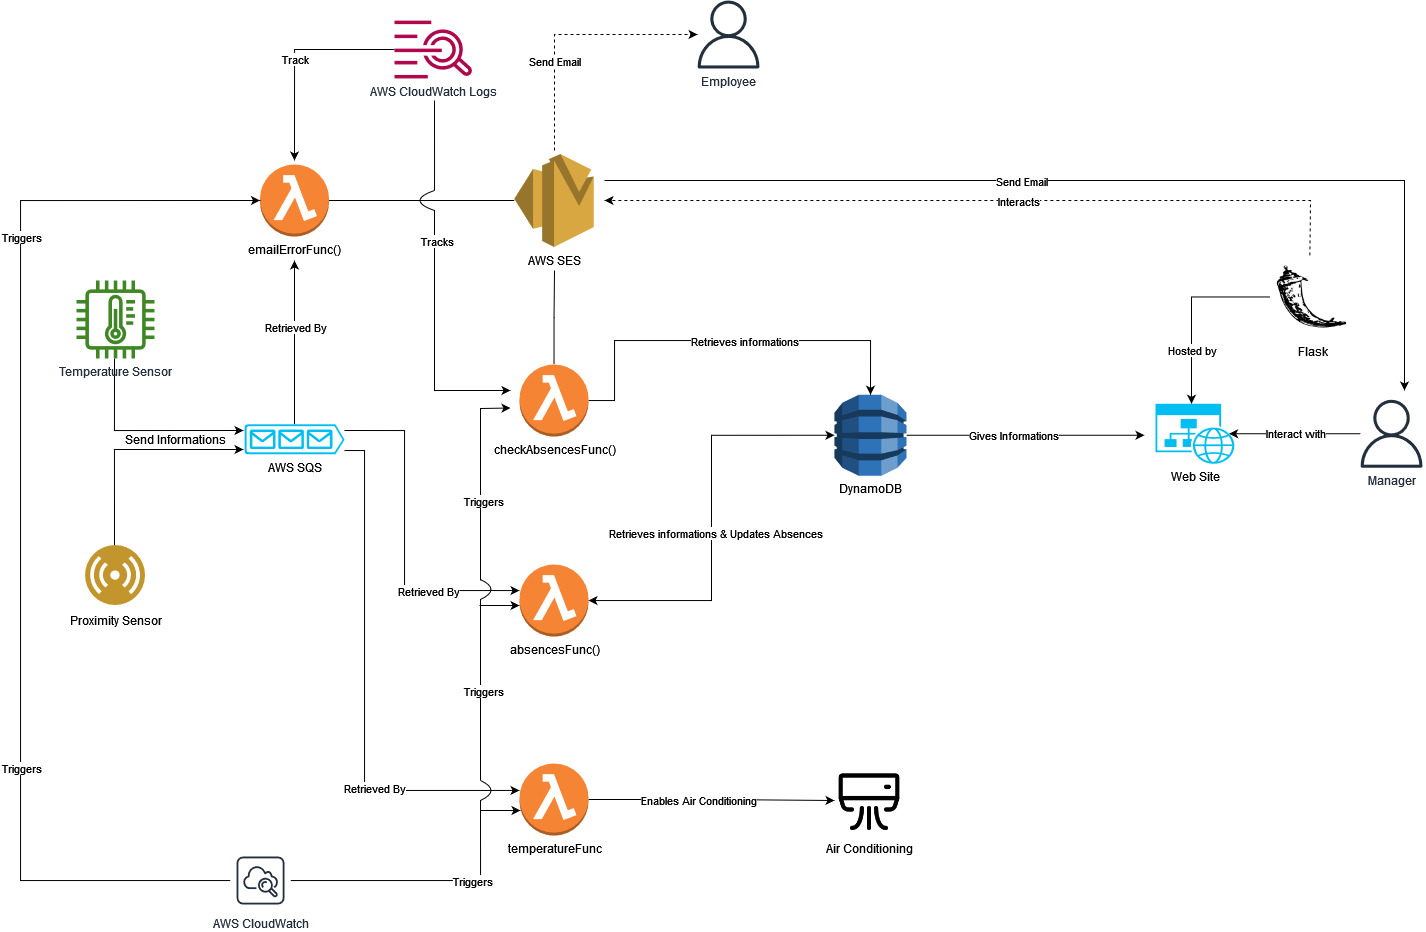 Employee
Track
Send Email
AWS CloudWatch Logs
Send Email
Interacts
Triggers
emailErrorFunc()
Tracks
AWS SES
Retrieved By
Retrieves informations
Hosted by
Flask
Temperature Sensor
Send Informations
AWS SQS
checkAbsencesFunc()
Gives Informations
Interact with
DynamoDB
Web Site
Manager
Triggers
Retrieves informations & Updates Absences
Retrieved By
Proximity Sensor
absencesFunc()
Triggers
Triggers
Retrieved By
Enables Air Conditioning
temperatureFunc
Air Conditioning
Triggers
AWS CloudWatch